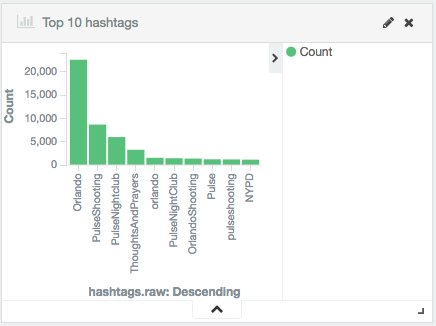 Top 10 hashtags
Count
20,000
15,000
10,000
5,000
0
Count
Orlando
PulseShooting
PulseNightclub
ThoughtsAndPrayers
orlando
PulseNightClub
OrlandoShooting
Pulse
pulseshooting
NYPD
hashtags.raw: Descending